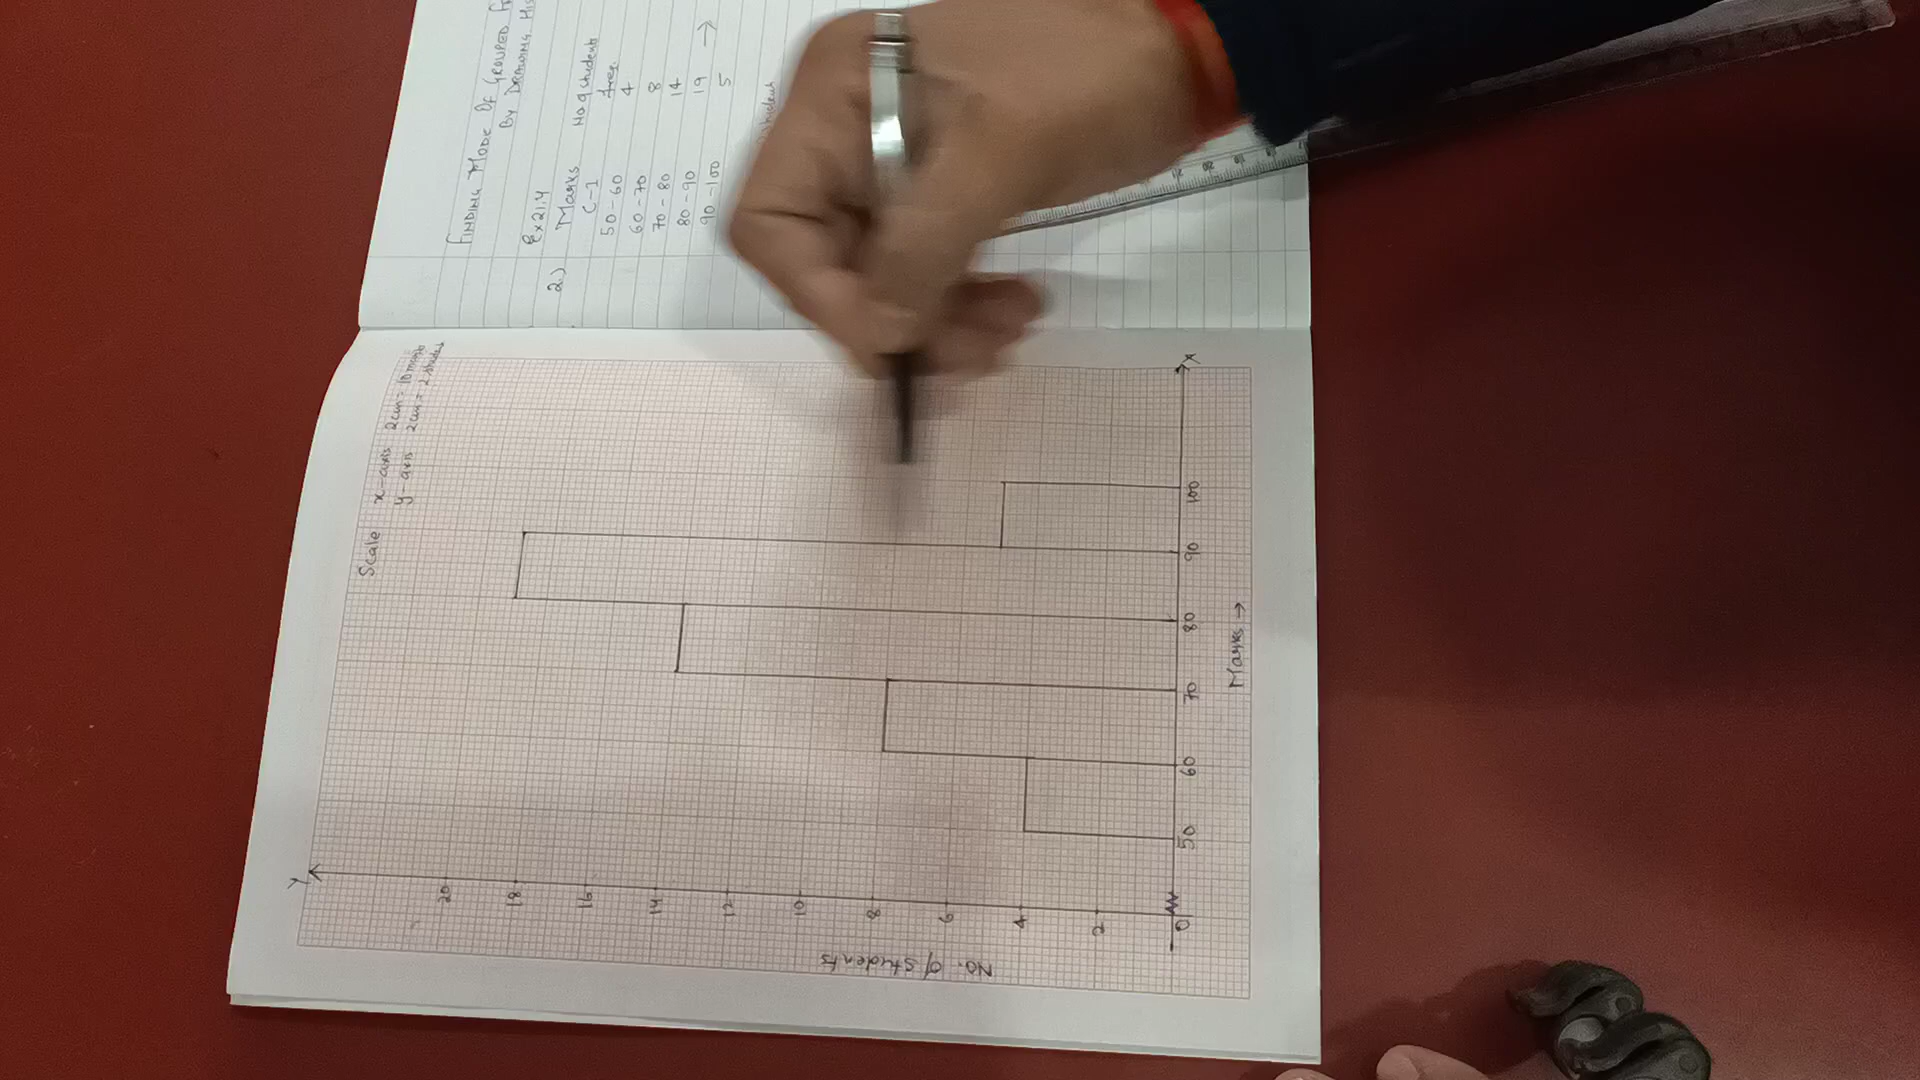 FINDING MODE OF GROUPED
BY DRAWING HIS
Ex 21.4
2.) Marks No of students
C-I freq.
50 - 60 4
60 - 70 8
70 - 80 14
80 - 90 19
90 - 100 5
Scale x-axis 2cm = 10 marks
y-axis 2cm = 2 student
Y
20
18
16
14
12
10
8
6
4
2
0
No. of students
50 60 70 80 90 100
X
Marks →